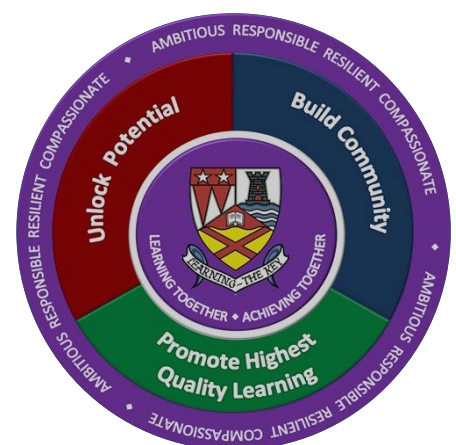 AMBITIOUS RESPONSIBLE RESILIENT COMPASSIONATE
AMBITIOUS RESPONSIBLE RESILIENT COMPASSIONATE
AMBITIOUS RESPONSIBLE RESILIENT COMPASSIONATE
Unlock Potential
Build Community
Promote Highest
Quality Learning
LEARNING TOGETHER • ACHIEVING TOGETHER
LEARNING-THE KEY